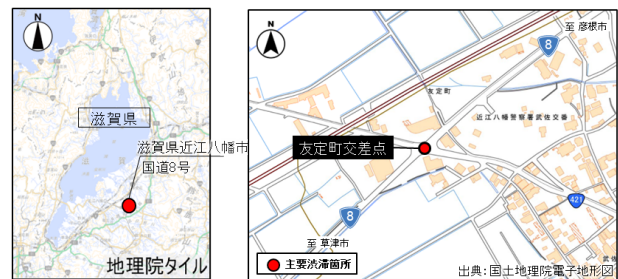 N
滋賀県
滋賀県近江八幡市
国道8号
地理院タイル
N
至 彦根市
8
友定町
近江八幡警察署武佐交番
友定町交差点
421
8
至 草津市
主要渋滞箇所
武佐
出典：国土地理院電子地形図